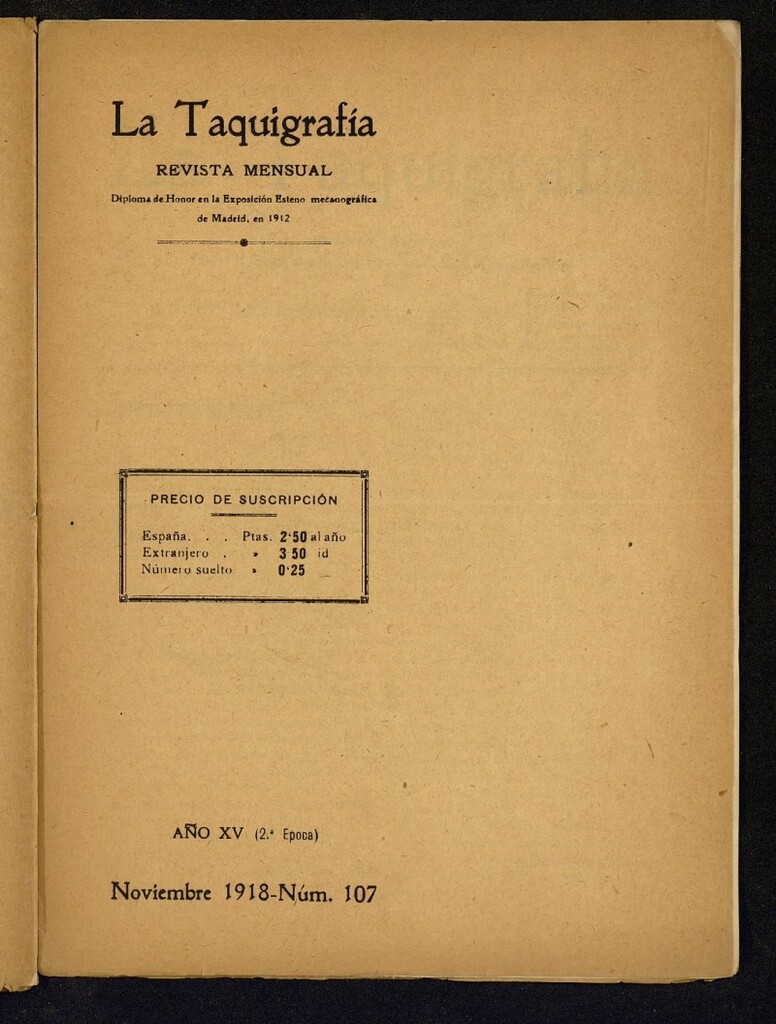 La Taquigrafía
REVISTA MENSUAL
Diploma de Honor en la Exposición Esteno mecanográfica
de Madrid, en 1912
PRECIO DE SUSCRIPCIÓN
España. . . Ptas. 2'50 al año
Extranjero . » 3 50 id
Número suelto. » 0'25
AÑO XV (2.ª Epoca)
Noviembre 1918-Núm. 107